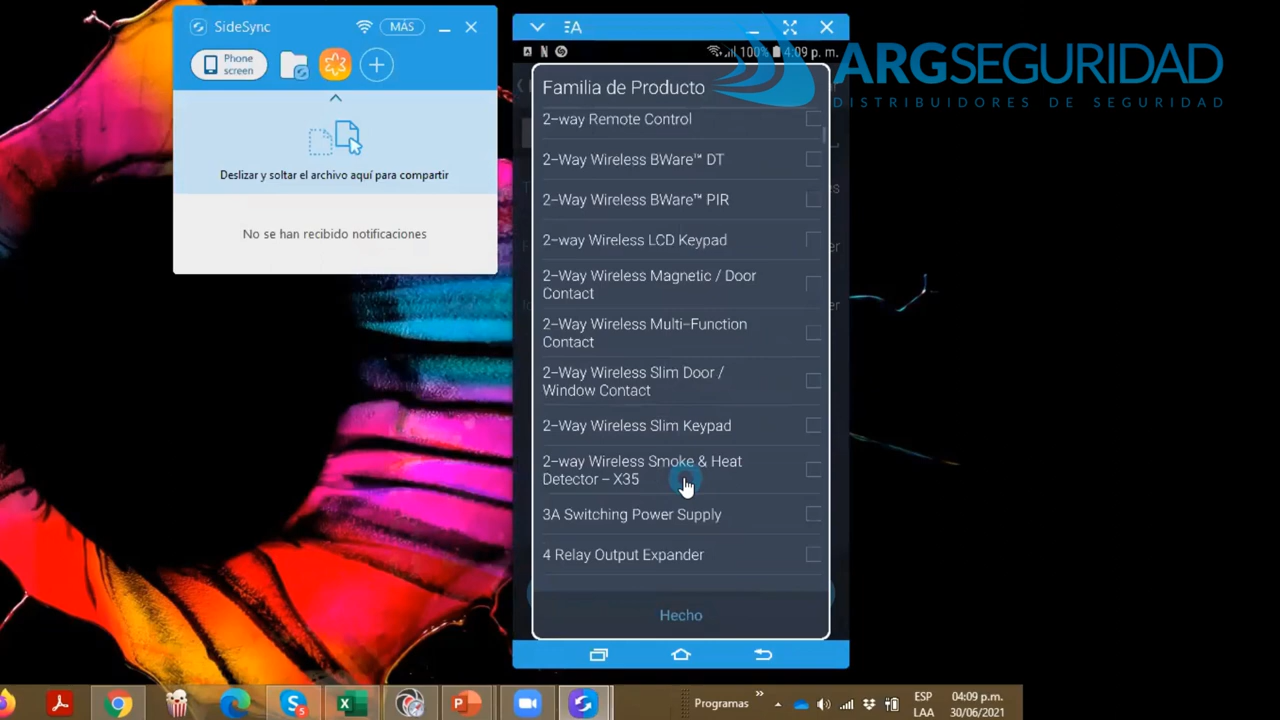 SideSync
MÁS
Phone
screen
Deslizar y soltar el archivo aquí para compartir
No se han recibido notificaciones
100% 4:09 p. m.
ARGSEGURIDAD
DISTRIBUIDORES DE SEGURIDAD
Familia de Producto
2-way Remote Control
2-Way Wireless BWare™ DT
2-Way Wireless BWare™ PIR
2-way Wireless LCD Keypad
2-Way Wireless Magnetic / Door
Contact
2-Way Wireless Multi-Function
Contact
2-Way Wireless Slim Door /
Window Contact
2-Way Wireless Slim Keypad
2-way Wireless Smoke & Heat
Detector – X35
3A Switching Power Supply
4 Relay Output Expander
Hecho
Programas
ESP
LAA
04:09 p.m.
30/06/2021